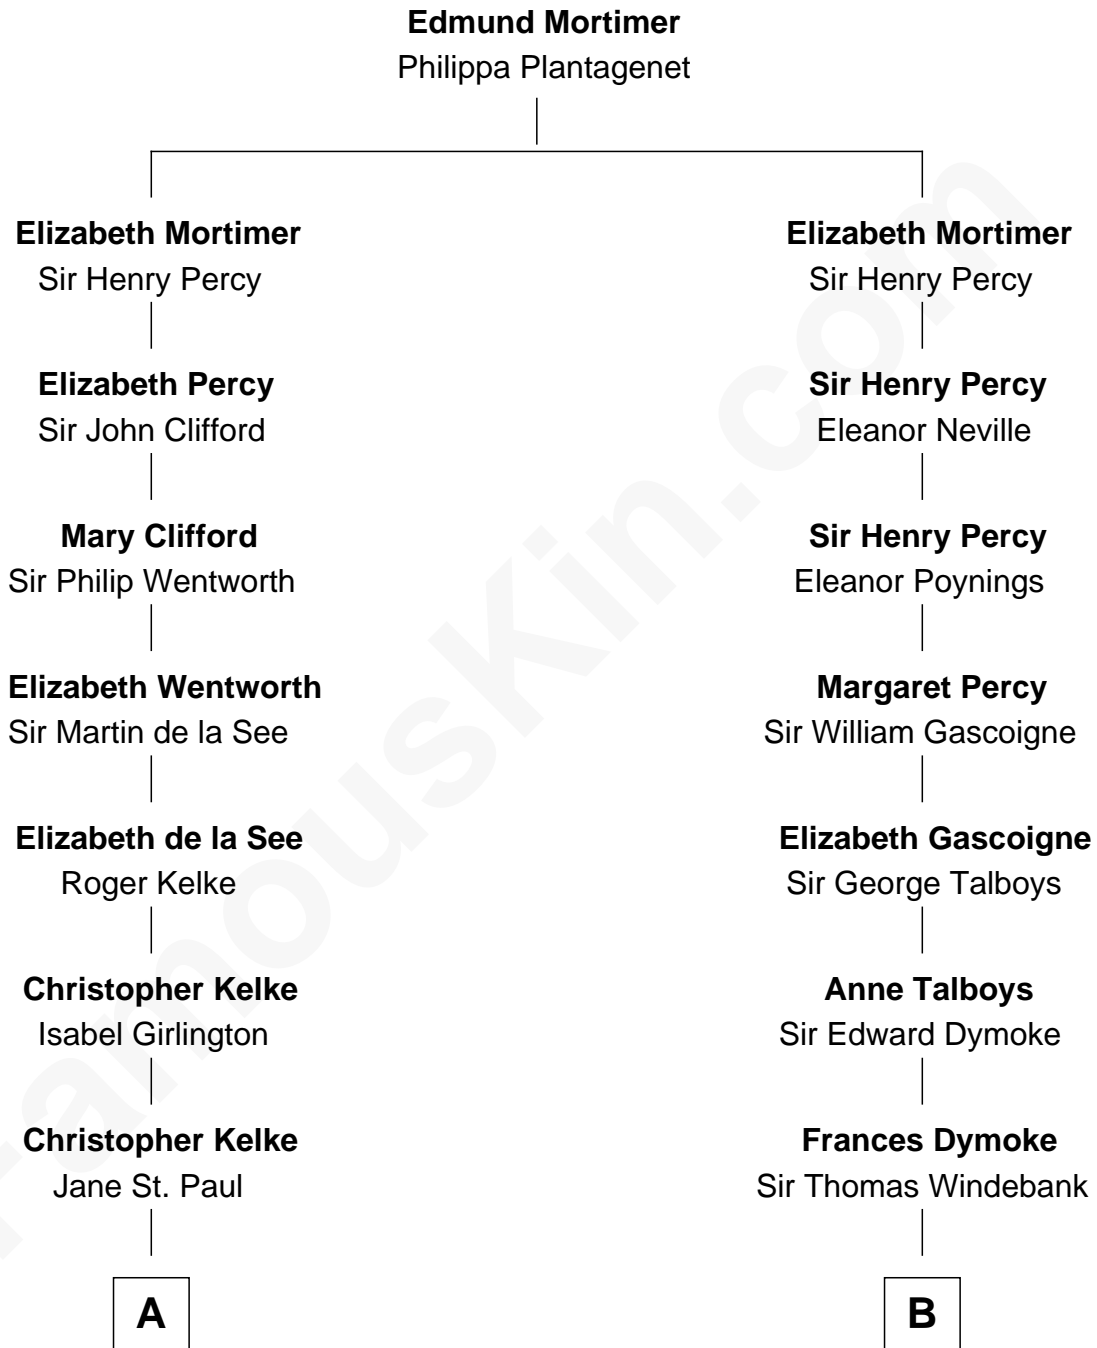 Edmund Mortimer
Philippa Plantagenet
Elizabeth Mortimer
Sir Henry Percy
Elizabeth Mortimer
Sir Henry Percy
Elizabeth Percy
Sir John Clifford
Sir Henry Percy
Eleanor Neville
Mary Clifford
Sir Philip Wentworth
Sir Henry Percy
Eleanor Poynings
Elizabeth Wentworth
Sir Martin de la See
Margaret Percy
Sir William Gascoigne
Elizabeth de la See
Roger Kelke
Elizabeth Gascoigne
Sir George Talboys
Christopher Kelke
Isabel Girlington
Anne Talboys
Sir Edward Dymoke
Christopher Kelke
Jane St. Paul
Frances Dymoke
Sir Thomas Windebank
A
B
FamousKin.com